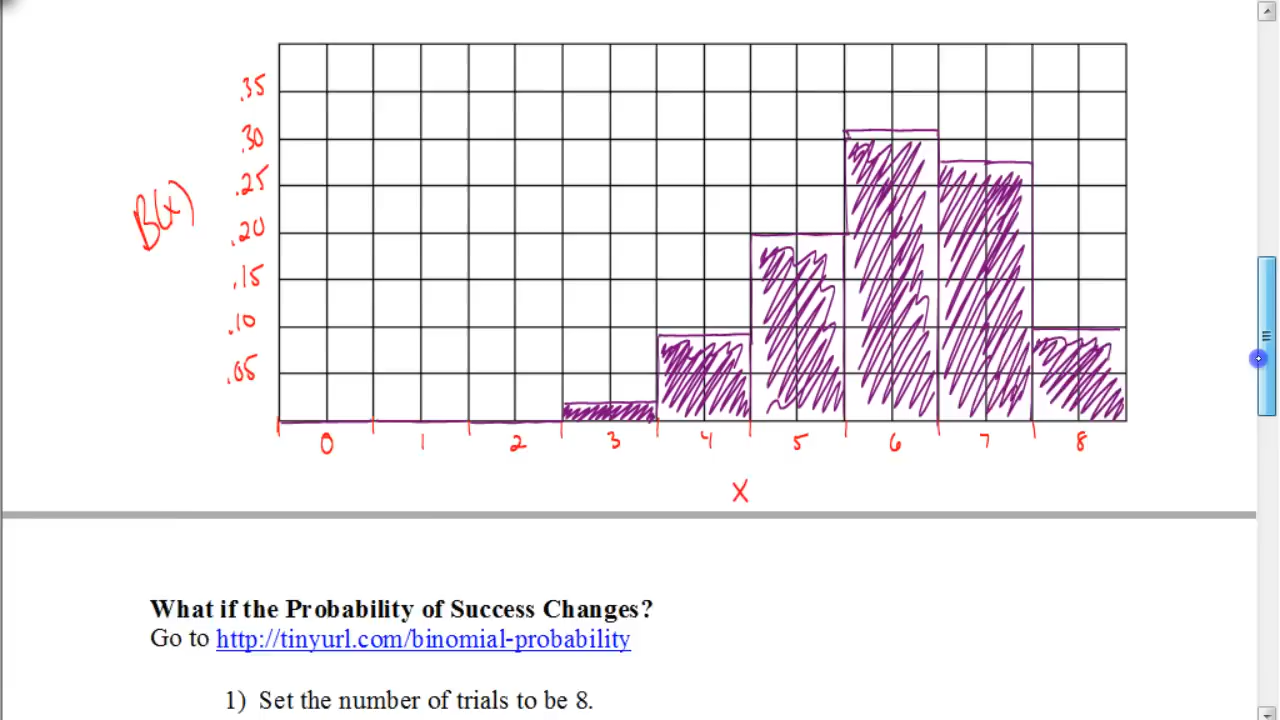 .35
.30
.25
.20
.15
.10
.05
B(x)
0 1 2 3 4 5 6 7 8
X
What if the Probability of Success Changes?
Go to http://tinyurl.com/binomial-probability
1) Set the number of trials to be 8.